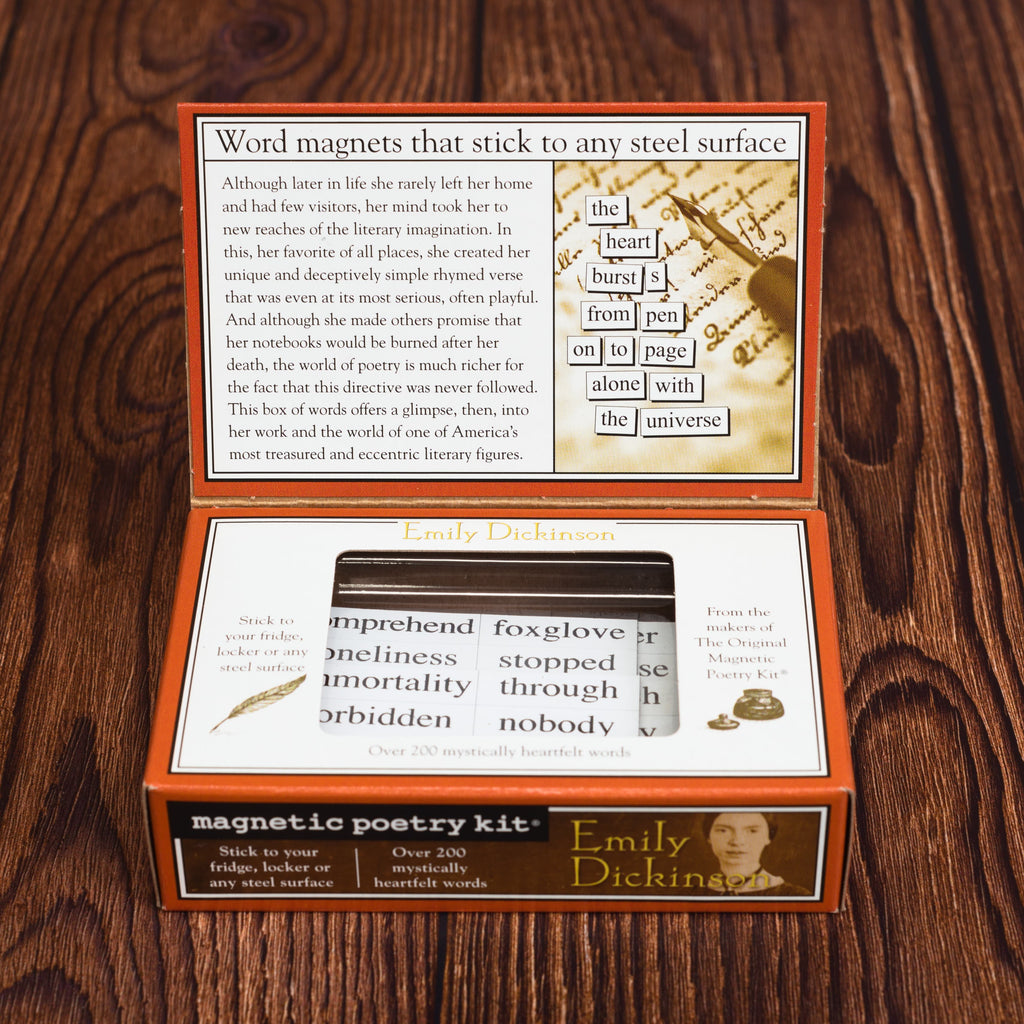 Word magnets that stick to any steel surface
Although later in life she rarely left her home
and had few visitors, her mind took her to
new reaches of the literary imagination. In
this, her favorite of all places, she created her
unique and deceptively simple rhymed verse
that was even at its most serious, often playful.
And although she made others promise that
her notebooks would be burned after her
death, the world of poetry is much richer for
the fact that this directive was never followed.
This box of words offers a glimpse, then, into
her work and the world of one of America's
most treasured and eccentric literary figures.
the
heart
burst s
from pen
on to page
alone with
the universe
Emily Dickinson
Stick to
your fridge,
locker or any
steel surface
omprehend foxglove er
oneliness stopped se
mortality through h
orbidden nobody y
From the
makers of
The Original
Magnetic
Poetry Kit®
Over 200 mystically heartfelt words
magnetic poetry kit®
Stick to your
fridge, locker or
any steel surface
Over 200
mystically
heartfelt words
Emily
Dickinson